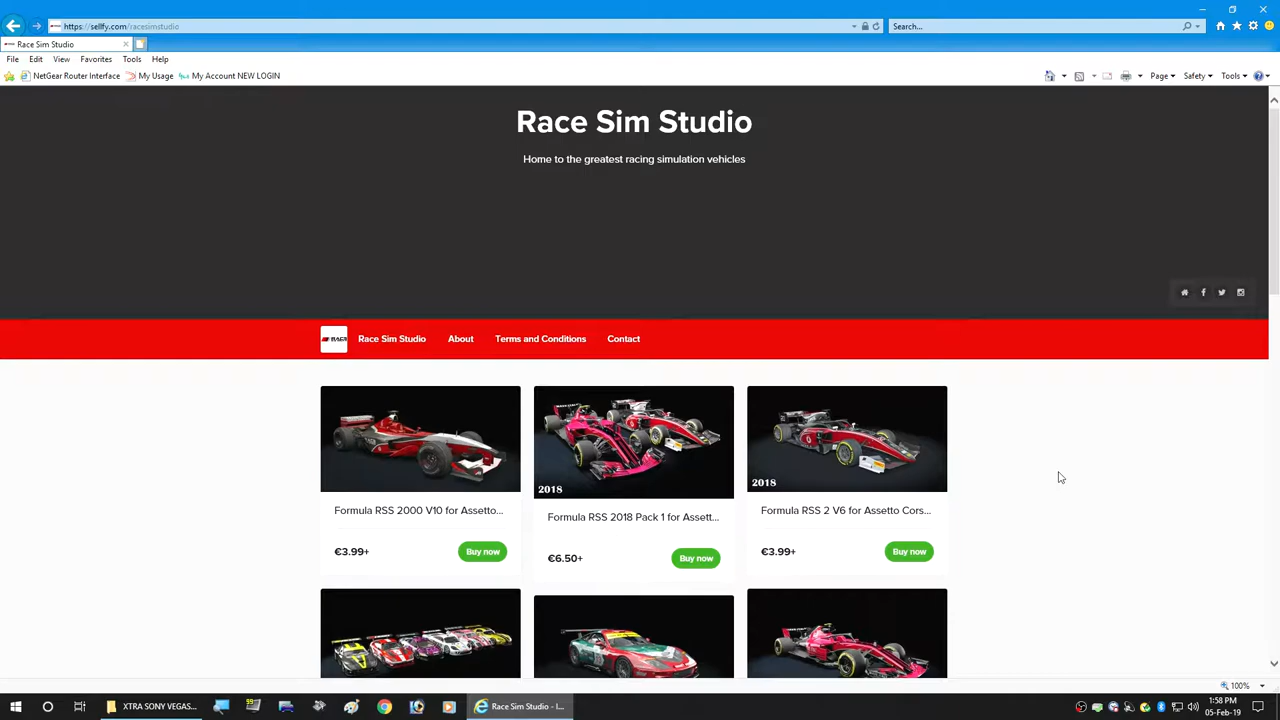 https://sellfy.com/racesimstudio
Search...
Race Sim Studio
File Edit View Favorites Tools Help
NetGear Router Interface My Usage My Account NEW LOGIN
Page Safety Tools
Race Sim Studio
Home to the greatest racing simulation vehicles
Race Sim Studio About Terms and Conditions Contact
2018
2018
Formula RSS 2000 V10 for Assetto...
Formula RSS 2018 Pack 1 for Assett...
Formula RSS 2 V6 for Assetto Cors...
€3.99+ Buy now
€6.50+ Buy now
€3.99+ Buy now
100%
XTRA SONY VEGAS...
Race Sim Studio - I...
1:58 PM
05-Feb-19